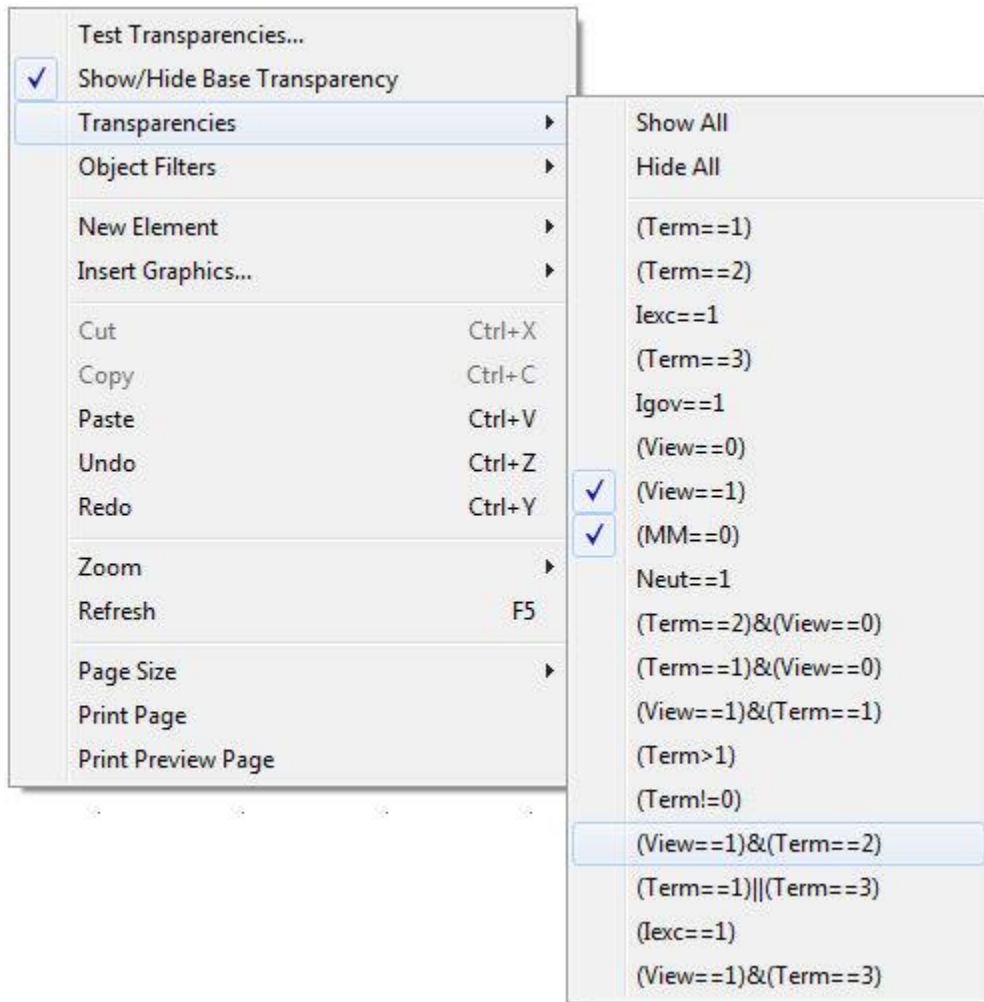 Test Transparencies...
Show/Hide Base Transparency
Transparencies
Object Filters
New Element
Insert Graphics...
Cut Ctrl+X
Copy Ctrl+C
Paste Ctrl+V
Undo Ctrl+Z
Redo Ctrl+Y
Zoom
Refresh F5
Page Size
Print Page
Print Preview Page
Show All
Hide All
(Term==1)
(Term==2)
Iexc==1
(Term==3)
Igov==1
(View==0)
(View==1)
(MM==0)
Neut==1
(Term==2)&(View==0)
(Term==1)&(View==0)
(View==1)&(Term==1)
(Term>1)
(Term!=0)
(View==1)&(Term==2)
(Term==1)||(Term==3)
(Iexc==1)
(View==1)&(Term==3)